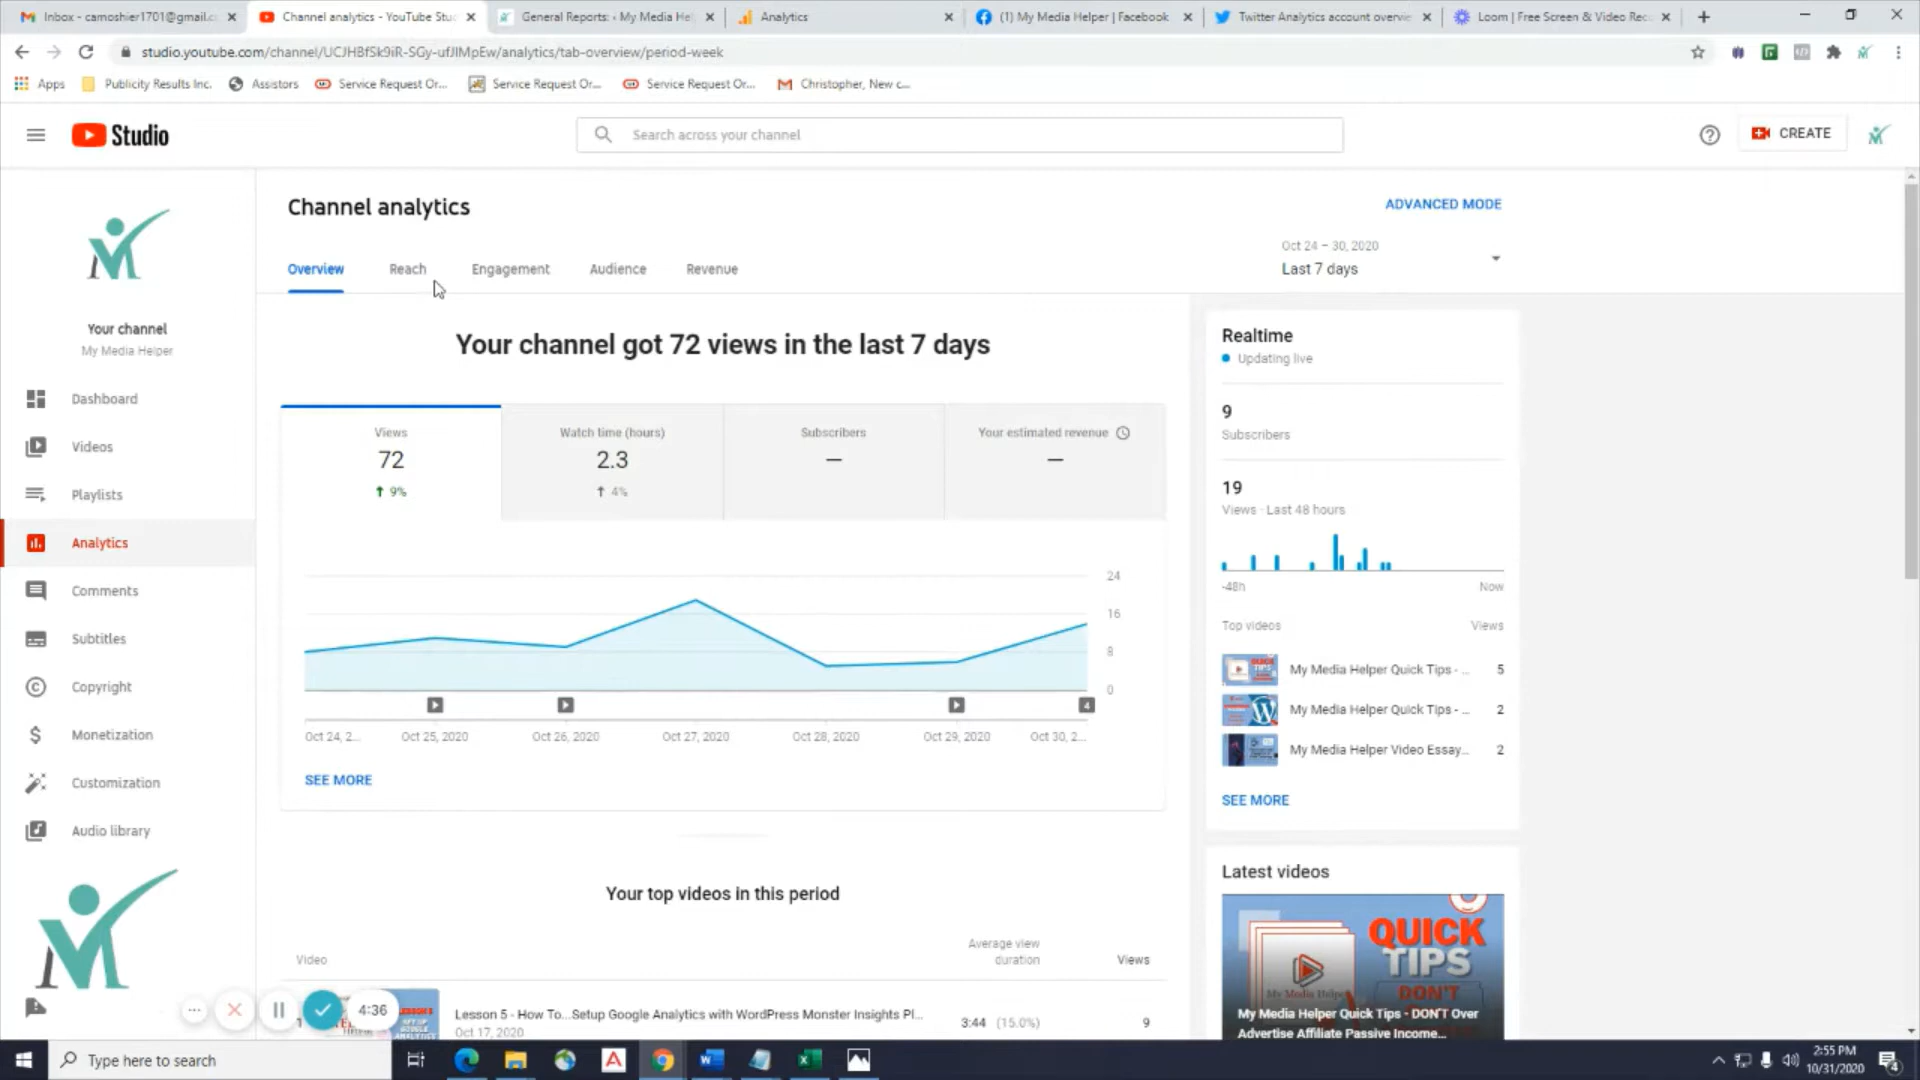 Inbox - camoshier1701@gmail.c
Channel analytics - YouTube Stu
General Reports: ‹ My Media He
Analytics
(1) My Media Helper | Facebook
Twitter Analytics account overvie
Loom | Free Screen & Video Rec
studio.youtube.com/channel/UCJHBfSk9iR-SGy-ufJIMpEw/analytics/tab-overview/period-week
Apps
Publicity Results Inc.
Assistors
Service Request Or...
Service Request Or...
Service Request Or...
Christopher, New c...
Studio
Search across your channel
CREATE
Your channel
My Media Helper
Dashboard
Videos
Playlists
Analytics
Comments
Subtitles
Copyright
Monetization
Customization
Audio library
4:36
Channel analytics
ADVANCED MODE
Overview
Reach
Engagement
Audience
Revenue
Oct 24 – 30, 2020
Last 7 days
Your channel got 72 views in the last 7 days
Views
72
9%
Watch time (hours)
2.3
4%
Subscribers
—
Your estimated revenue
—
24
16
8
0
4
Oct 24, 2...
Oct 25, 2020
Oct 26, 2020
Oct 27, 2020
Oct 28, 2020
Oct 29, 2020
Oct 30, 2...
SEE MORE
Your top videos in this period
Video
Average view
duration
Views
1
Lesson 5 - How To...Setup Google Analytics with WordPress Monster Insights Pl...
Oct 17, 2020
3:44 (15.0%)
9
Realtime
Updating live
9
Subscribers
19
Views · Last 48 hours
-48h
Now
Top videos
Views
My Media Helper Quick Tips - ...
5
My Media Helper Quick Tips - ...
2
My Media Helper Video Essay...
2
SEE MORE
Latest videos
QUICK
TIPS
My Media Helper
DON'T
My Media Helper Quick Tips - DON'T Over
Advertise Affiliate Passive Income...
Type here to search
2:55 PM
10/31/2020
4